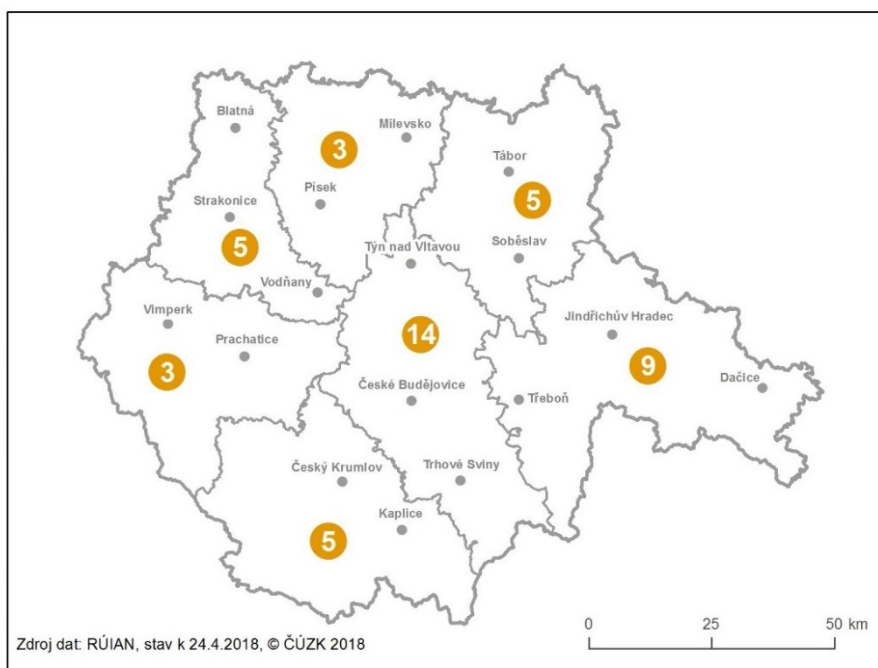 Blatná
Milevsko
3
Tábor
Písek
5
Strakonice
5
Týn nad Vltavou
Soběslav
Vodňany
Vimperk
Jindřichův Hradec
14
Prachatice
3
9
České Budějovice
Třeboň
Dačice
Český Krumlov
Trhové Sviny
Kaplice
5
0 25 50 km
Zdroj dat: RÚIAN, stav k 24.4.2018, © ČÚZK 2018